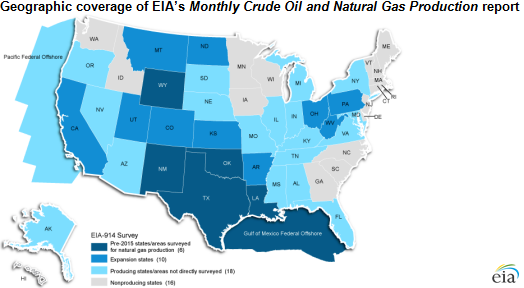 Geographic coverage of EIA's Monthly Crude Oil and Natural Gas Production report
Pacific Federal Offshore
WA
MT
ND
MN
ME
VT
NH
OR
ID
SD
WI
MI
NY
MA
RI
CT
WY
IA
PA
NJ
NV
NE
IL
IN
OH
MD
DE
CA
UT
CO
KS
MO
KY
WV
VA
AZ
NM
OK
AR
TN
NC
SC
TX
LA
MS
AL
GA
FL
Gulf of Mexico Federal Offshore
AK
HI
EIA-914 Survey
Pre-2015 states/areas surveyed
for natural gas production (6)
Expansion states (10)
Producing states/areas not directly surveyed (18)
Nonproducing states (16)
eia